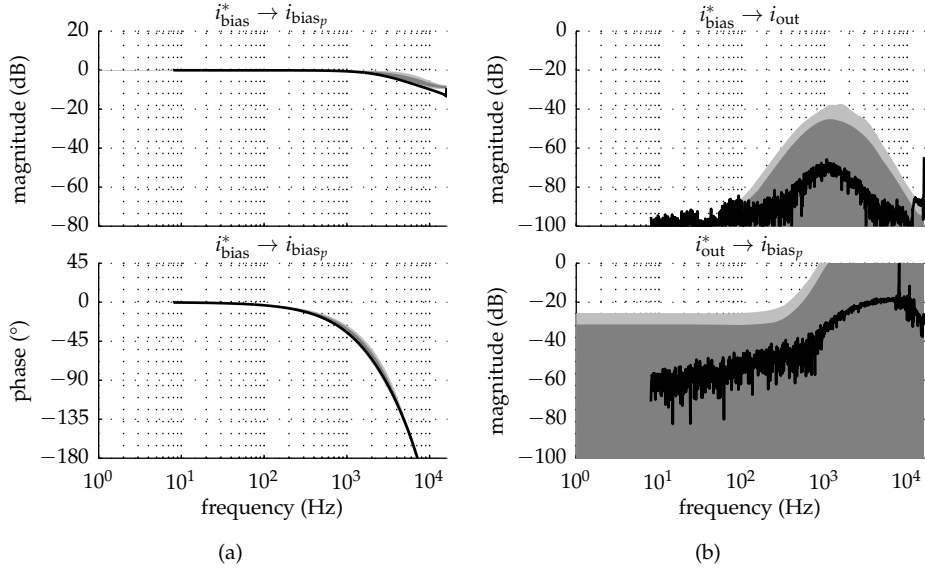 i*bias → ibiasp
magnitude (dB)
20
0
−20
−40
−60
−80
i*bias → ibiasp
phase (°)
45
0
−45
−90
−135
−180
10^0
10^1
10^2
10^3
10^4
frequency (Hz)
(a)
i*bias → iout
magnitude (dB)
0
−20
−40
−60
−80
−100
i*out → ibiasp
magnitude (dB)
0
−20
−40
−60
−80
−100
10^0
10^1
10^2
10^3
10^4
frequency (Hz)
(b)